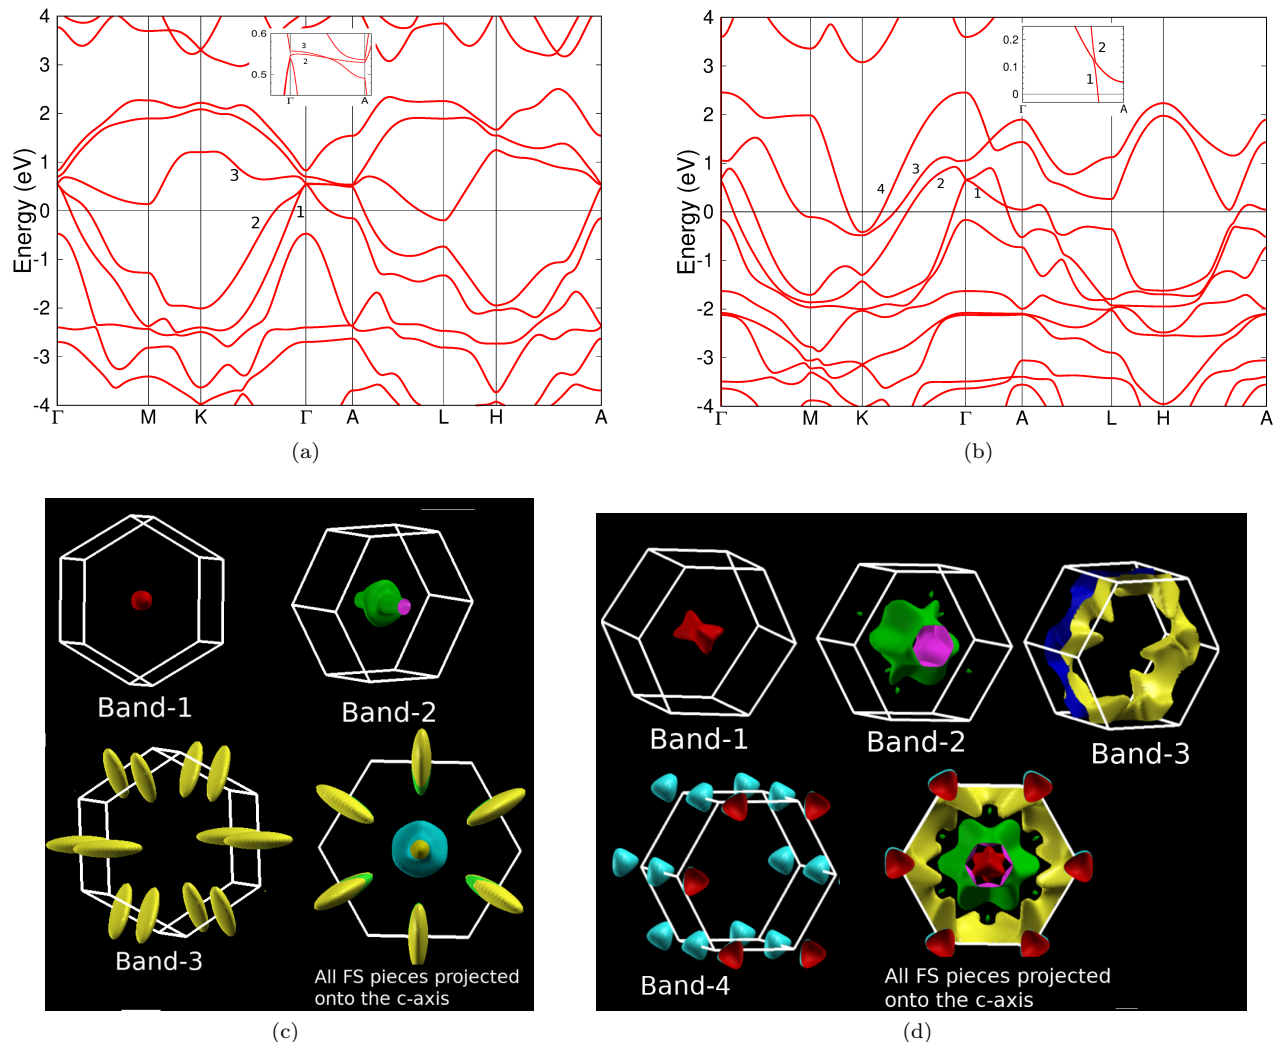 4
3
2
1
0
-1
-2
-3
-4
Energy (eV)
0.6
0.5
3
2
Γ
A
3
2
1
Γ
M
K
Γ
A
L
H
A
(a)
4
3
2
1
0
-1
-2
-3
-4
Energy (eV)
0.2
0.1
0
2
1
Γ
A
4
3
2
1
Γ
M
K
Γ
A
L
H
A
(b)
Band-1
Band-2
Band-3
All FS pieces projected
onto the c-axis
(c)
Band-1
Band-2
Band-3
Band-4
All FS pieces projected
onto the c-axis
(d)